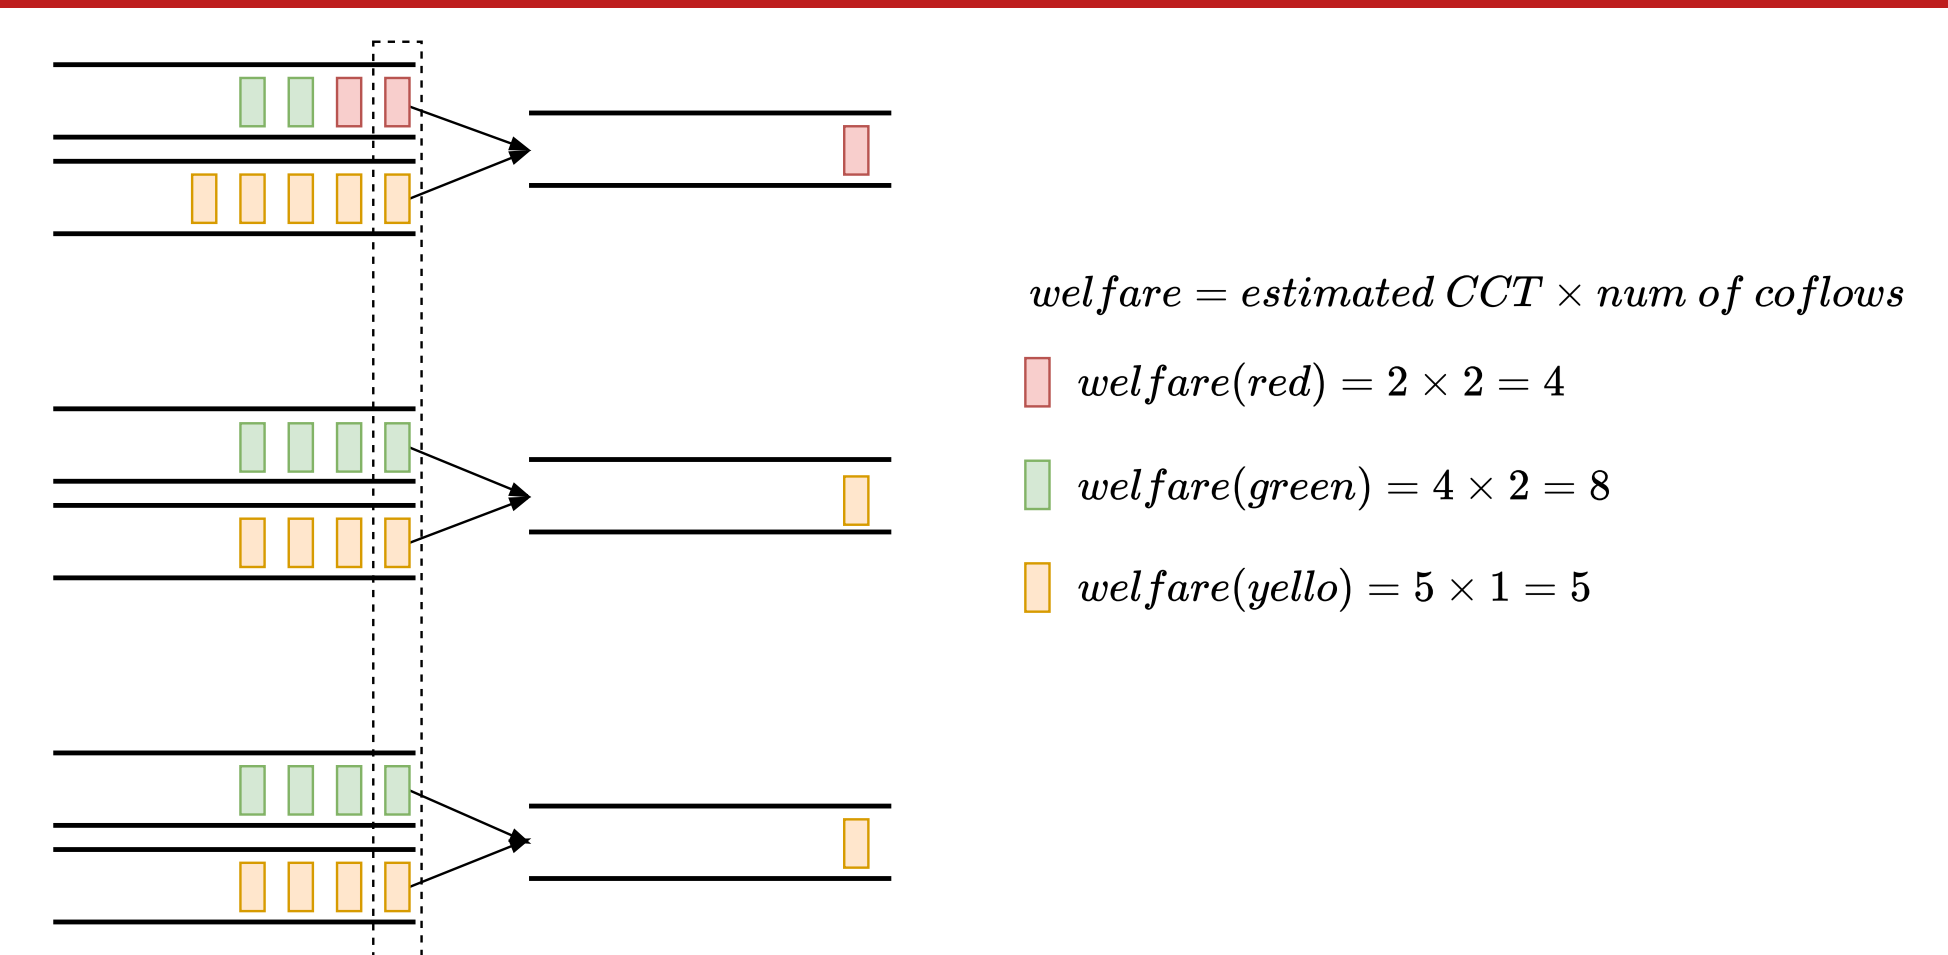 welfare = estimated CCT × num of coflows
welfare(red) = 2 × 2 = 4
welfare(green) = 4 × 2 = 8
welfare(yello) = 5 × 1 = 5